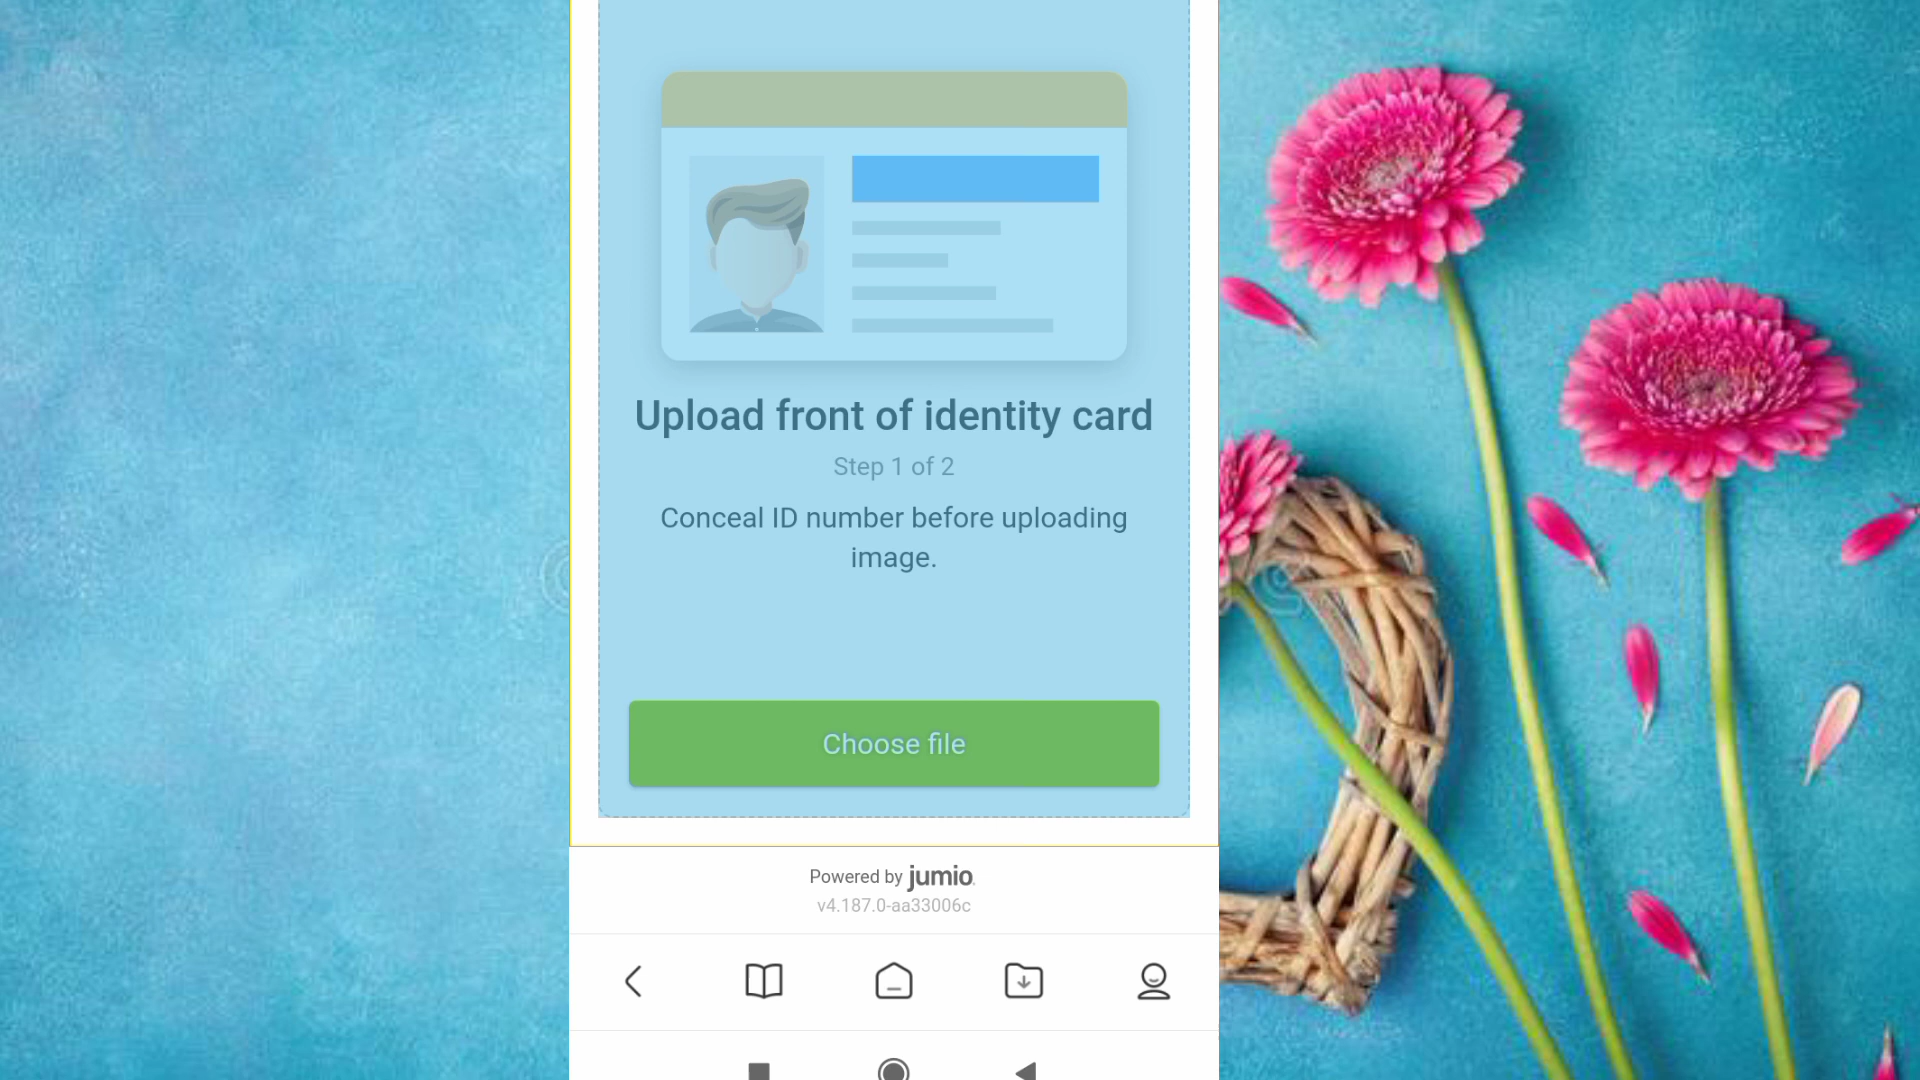 Upload front of identity card
Step 1 of 2
Conceal ID number before uploading
image.
Choose file
Powered by jumio.
v4.187.0-aa33006c